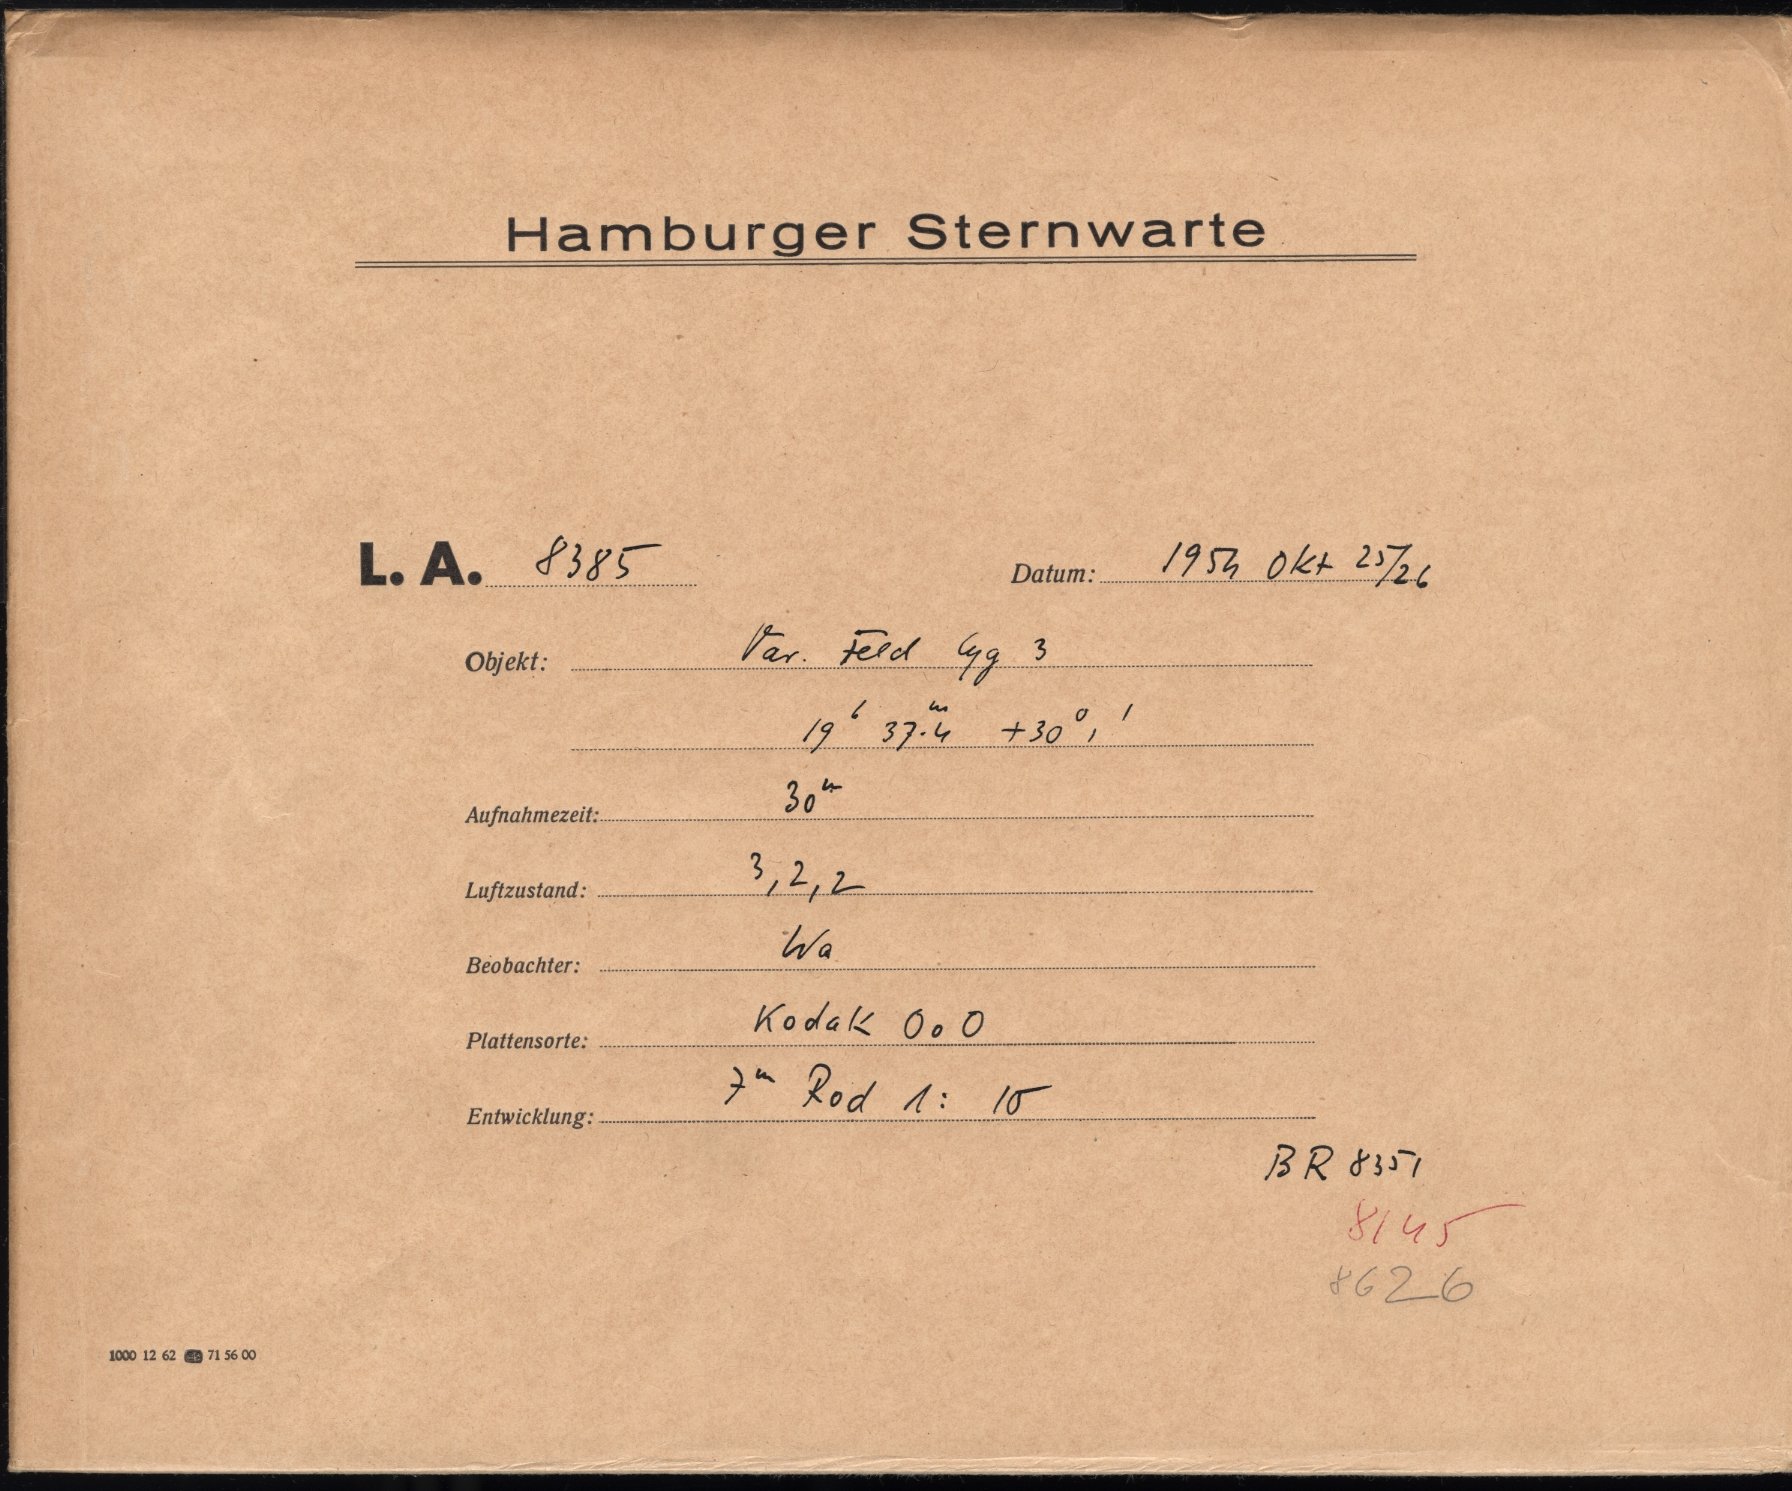 Hamburger Sternwarte
L. A. 8385 Datum: 1954 Okt 25/26
Objekt: Var. Feld Cyg 3
19ʰ 37.ᵐ4 +30° 1'
Aufnahmezeit: 30ᵐ
Luftzustand: 3, 2, 2
Beobachter: Wa
Plattensorte: Kodak OoO
Entwicklung: 7ᵐ Rod 1: 10
BR 8351
8145
8626
1000 12 62 71 56 00